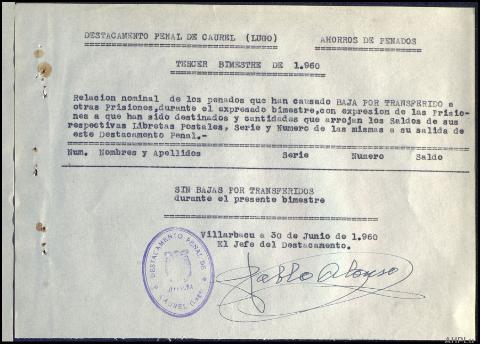 DESTACAMENTO PENAL DE CAUREL (LUGO) AHORROS DE PENADOS
TERCER BIMESTRE DE 1.960
Relacion nominal de los penados que han causado BAJA POR TRANSFERIDO a
otras Prisiones,durante el expresado bimestre,con expresion de las Prisio-
nes a que han sido destinados y cantidades que arrojan los Saldos de sus
respectivas Libretas Postales, Serie y Numero de las mismas a su salida de
este Destacamento Penal.-
Num. Nombres y Apellidos Serie Numero Saldo
SIN BAJAS POR TRANSFERIDOS
durante el presente bimestre
Villarbacu a 30 de Junio de 1.960
El Jefe del Destacamento.
DESTACAMENTO PENAL DE
CAUREL (Lugo)
JEFATURA
Pablo Alonso